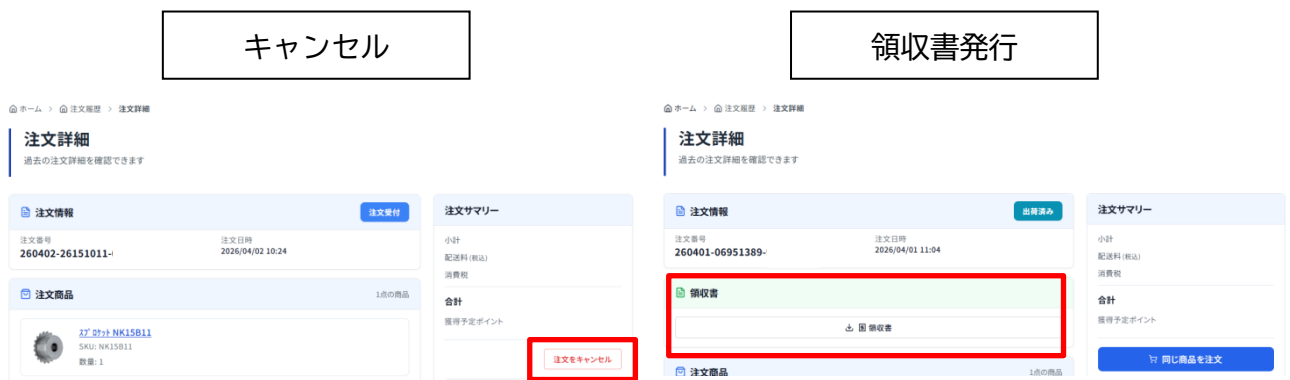 キャンセル
ホーム > 注文履歴 > 注文詳細
注文詳細
過去の注文詳細を確認できます
注文情報
注文受付
注文番号
260402-26151011-
注文日時
2026/04/02 10:24
注文商品
1点の商品
ｽﾌﾟﾛｹｯﾄ NK15B11
SKU: NK15B11
数量: 1
注文サマリー
小計
配送料(税込)
消費税
合計
獲得予定ポイント
注文をキャンセル
領収書発行
ホーム > 注文履歴 > 注文詳細
注文詳細
過去の注文詳細を確認できます
注文情報
出荷済み
注文番号
260401-06951389-
注文日時
2026/04/01 11:04
領収書
領収書
注文商品
1点の商品
注文サマリー
小計
配送料(税込)
消費税
合計
獲得予定ポイント
同じ商品を注文